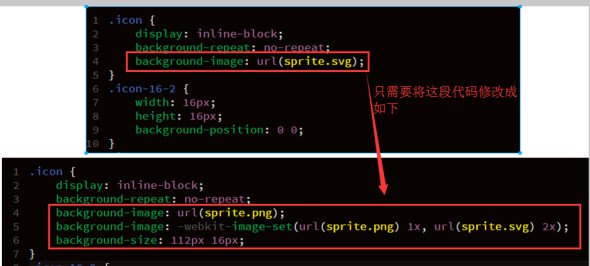 1 .icon {
2 display: inline-block;
3 background-repeat: no-repeat;
4 background-image: url(sprite.svg);
5 }
6 .icon-16-2 {
7 width: 16px;
8 height: 16px;
9 background-position: 0 0;
10 }
只需要将这段代码修改成
如下
1 .icon {
2 display: inline-block;
3 background-repeat: no-repeat;
4 background-image: url(sprite.png);
5 background-image: -webkit-image-set(url(sprite.png) 1x, url(sprite.svg) 2x);
6 background-size: 112px 16px;
7 }